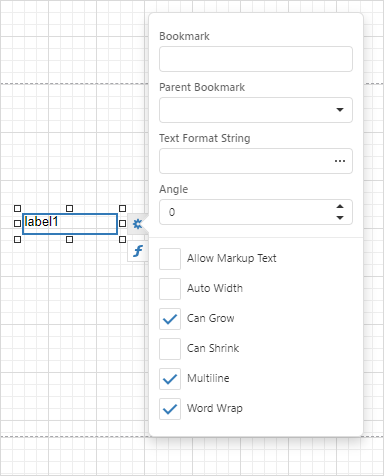 Bookmark
Parent Bookmark
Text Format String
...
Angle
0
label1
f
Allow Markup Text
Auto Width
Can Grow
Can Shrink
Multiline
Word Wrap